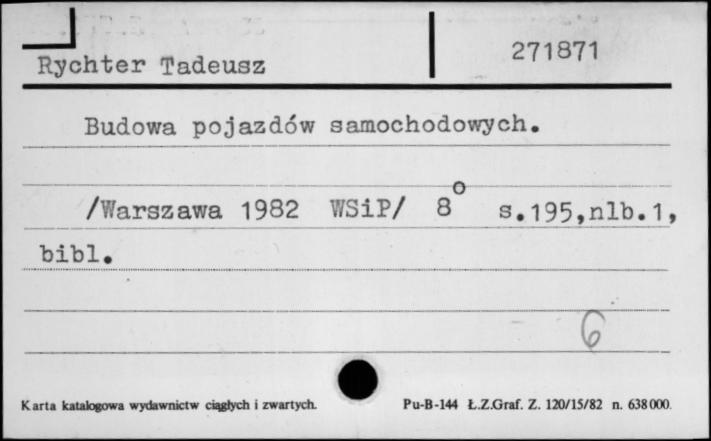 Rychter Tadeusz 271871
Budowa pojazdów samochodowych.
/Warszawa 1982 WSiP/ 8° s.195,nlb.1,
bibl.
6
Karta katalogowa wydawnictw ciągłych i zwartych. Pu-B-144 Ł.Z.Graf. Z. 120/15/82 n. 638000.